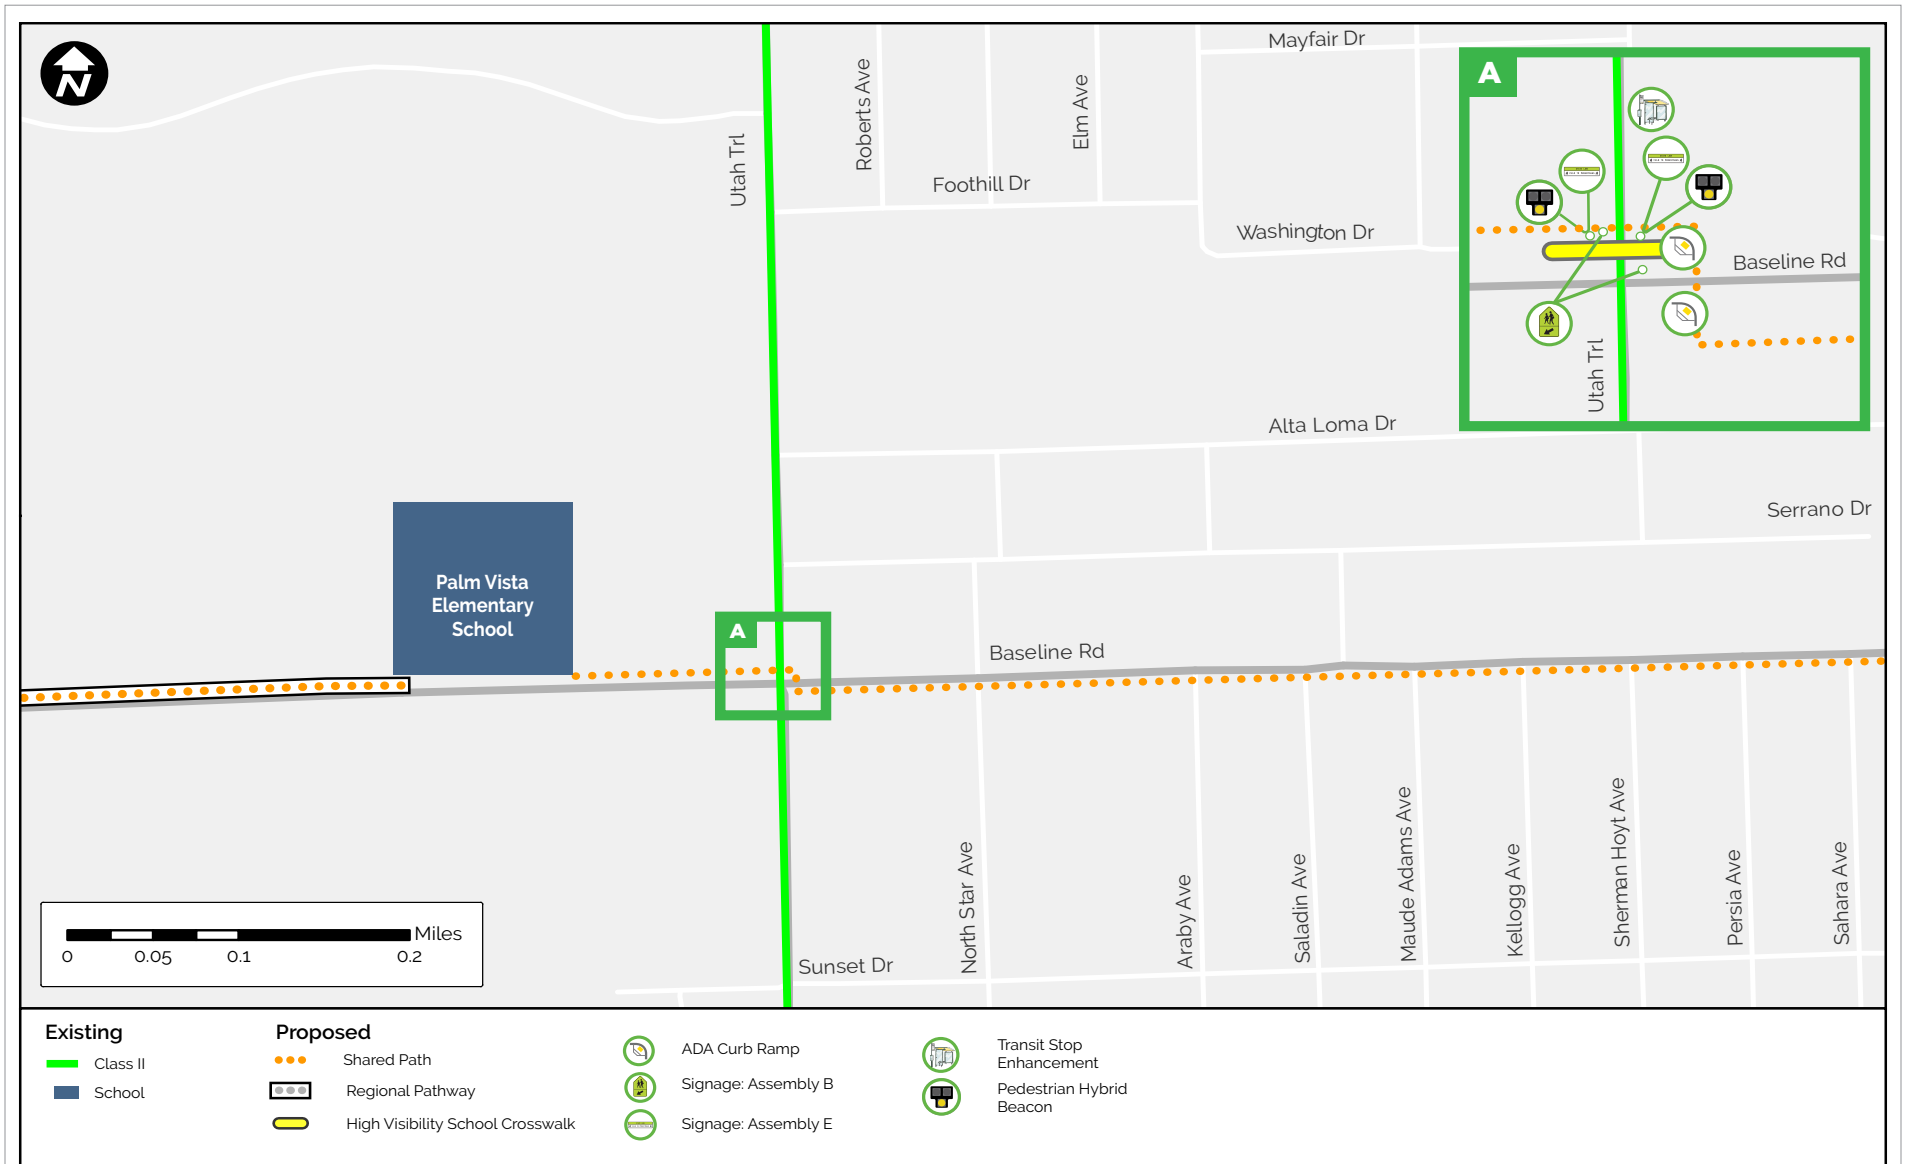 N
Mayfair Dr
Roberts Ave
Elm Ave
Utah Trl
Foothill Dr
Washington Dr
A
Baseline Rd
Utah Trl
Alta Loma Dr
Serrano Dr
Palm Vista
Elementary
School
A
Baseline Rd
North Star Ave
Araby Ave
Saladin Ave
Maude Adams Ave
Kellogg Ave
Sherman Hoyt Ave
Persia Ave
Sahara Ave
Sunset Dr
Miles
0 0.05 0.1 0.2
Existing
Class II
School
Proposed
Shared Path
Regional Pathway
High Visibility School Crosswalk
ADA Curb Ramp
Signage: Assembly B
Signage: Assembly E
Transit Stop
Enhancement
Pedestrian Hybrid
Beacon